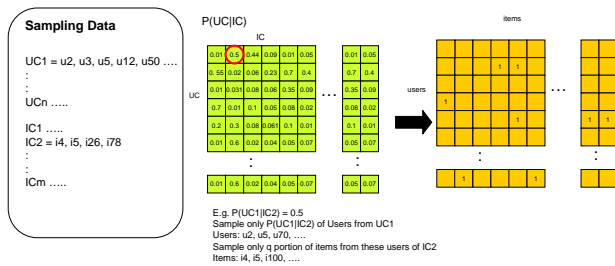 Sampling Data
UC1 = u2, u3, u5, u12, u50 ….
:
:
UCn …..
IC1 …..
IC2 = i4, i5, i26, i78
:
:
ICm …..
P(UC|IC)
IC
UC
0.01 0.5 0.44 0.09 0.01 0.05 0.01 0.05
0.55 0.02 0.06 0.23 0.7 0.4 0.7 0.4
0.01 0.031 0.08 0.06 0.35 0.09 … 0.35 0.09
0.7 0.01 0.1 0.05 0.08 0.02 0.08 0.02
0.2 0.3 0.08 0.061 0.1 0.01 0.1 0.01
0.01 0.6 0.02 0.04 0.05 0.07 0.05 0.07
: :
0.01 0.6 0.02 0.04 0.05 0.07 0.05 0.07
items
users
1 1
…
1
1 1 1
: :
1 1 1
E.g. P(UC1|IC2) = 0.5
Sample only P(UC1|IC2) of Users from UC1
Users: u2, u5, u70, ….
Sample only q portion of items from these users of IC2
Items: i4, i5, i100, ….